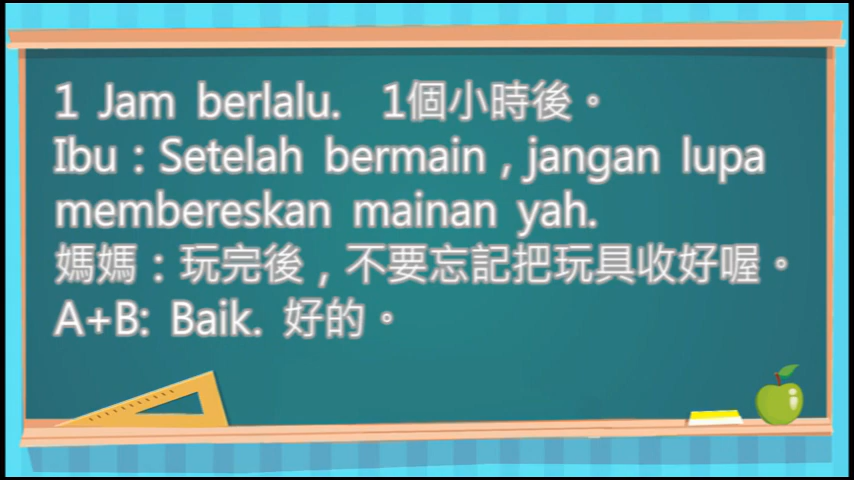 1 Jam berlalu. 1個小時後。
Ibu : Setelah bermain , jangan lupa
membereskan mainan yah.
媽媽：玩完後，不要忘記把玩具收好喔。
A+B: Baik. 好的。